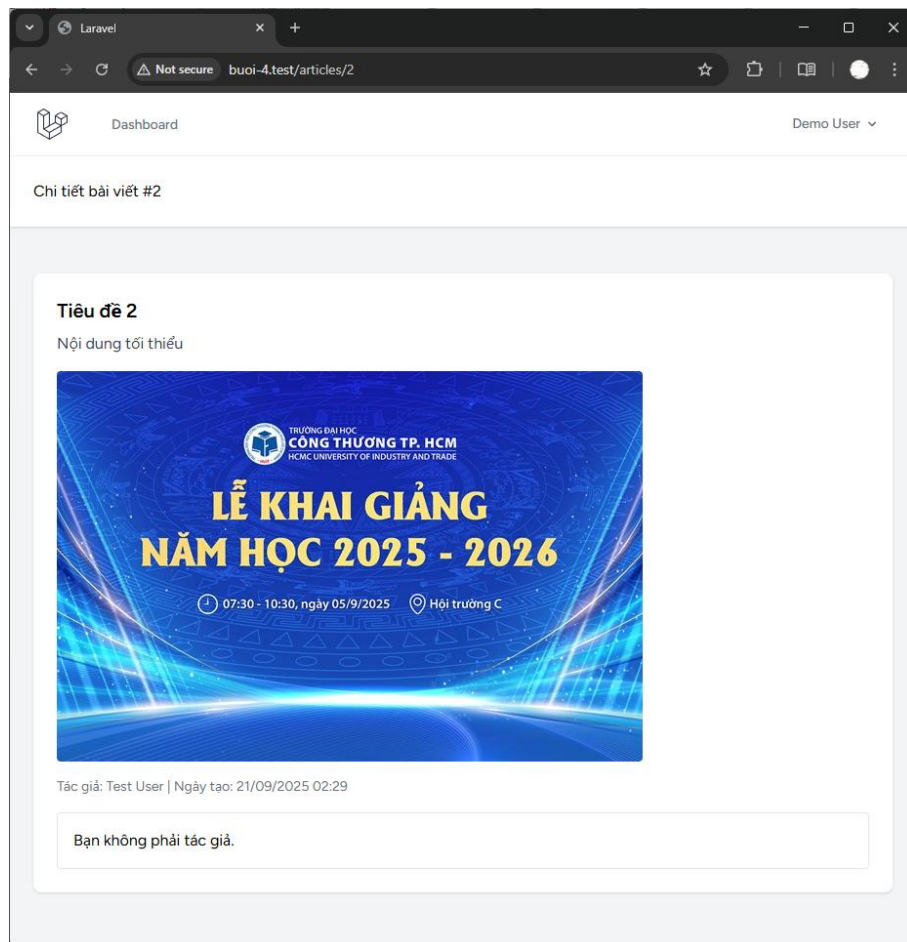 Laravel
Not secure buoi-4.test/articles/2
Dashboard
Demo User
Chi tiết bài viết #2
Tiêu đề 2
Nội dung tối thiểu
TRƯỜNG ĐẠI HỌC
CÔNG THƯƠNG TP. HCM
HCMC UNIVERSITY OF INDUSTRY AND TRADE
LỄ KHAI GIẢNG
NĂM HỌC 2025 - 2026
07:30 - 10:30, ngày 05/9/2025 Hội trường C
Tác giả: Test User | Ngày tạo: 21/09/2025 02:29
Bạn không phải tác giả.